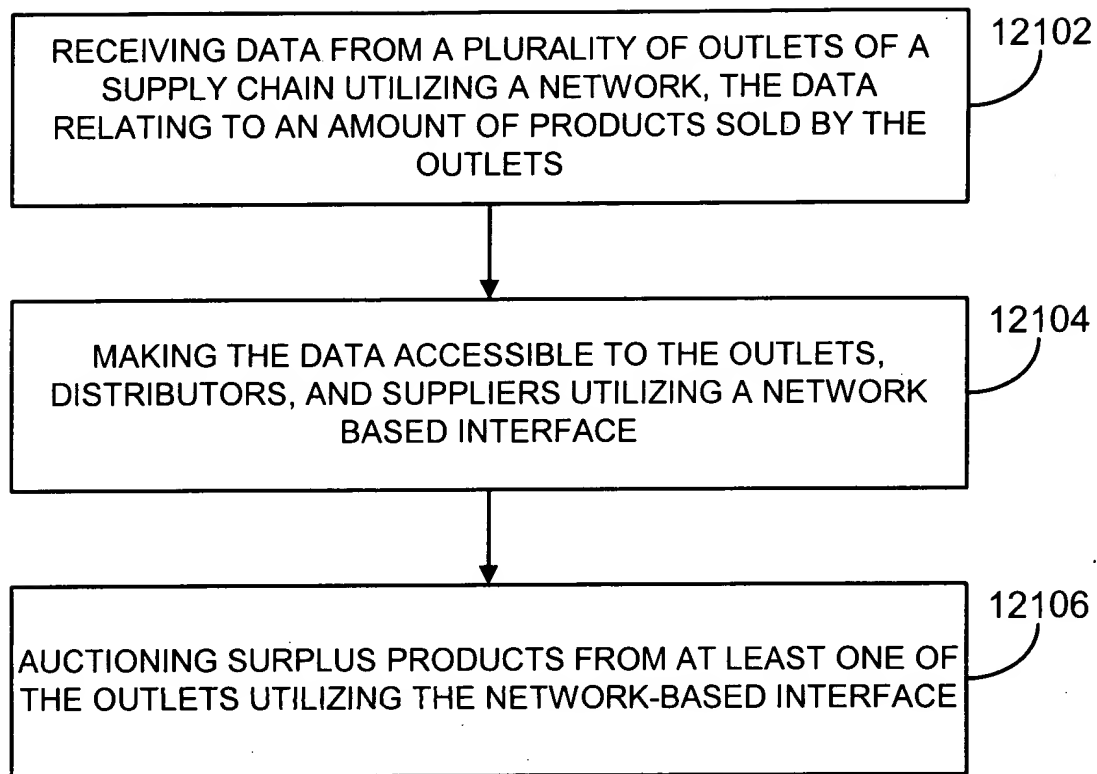 RECEIVING DATA FROM A PLURALITY OF OUTLETS OF A
SUPPLY CHAIN UTILIZING A NETWORK, THE DATA
RELATING TO AN AMOUNT OF PRODUCTS SOLD BY THE
OUTLETS
12102
MAKING THE DATA ACCESSIBLE TO THE OUTLETS,
DISTRIBUTORS, AND SUPPLIERS UTILIZING A NETWORK
BASED INTERFACE
12104
AUCTIONING SURPLUS PRODUCTS FROM AT LEAST ONE OF
THE OUTLETS UTILIZING THE NETWORK-BASED INTERFACE
12106